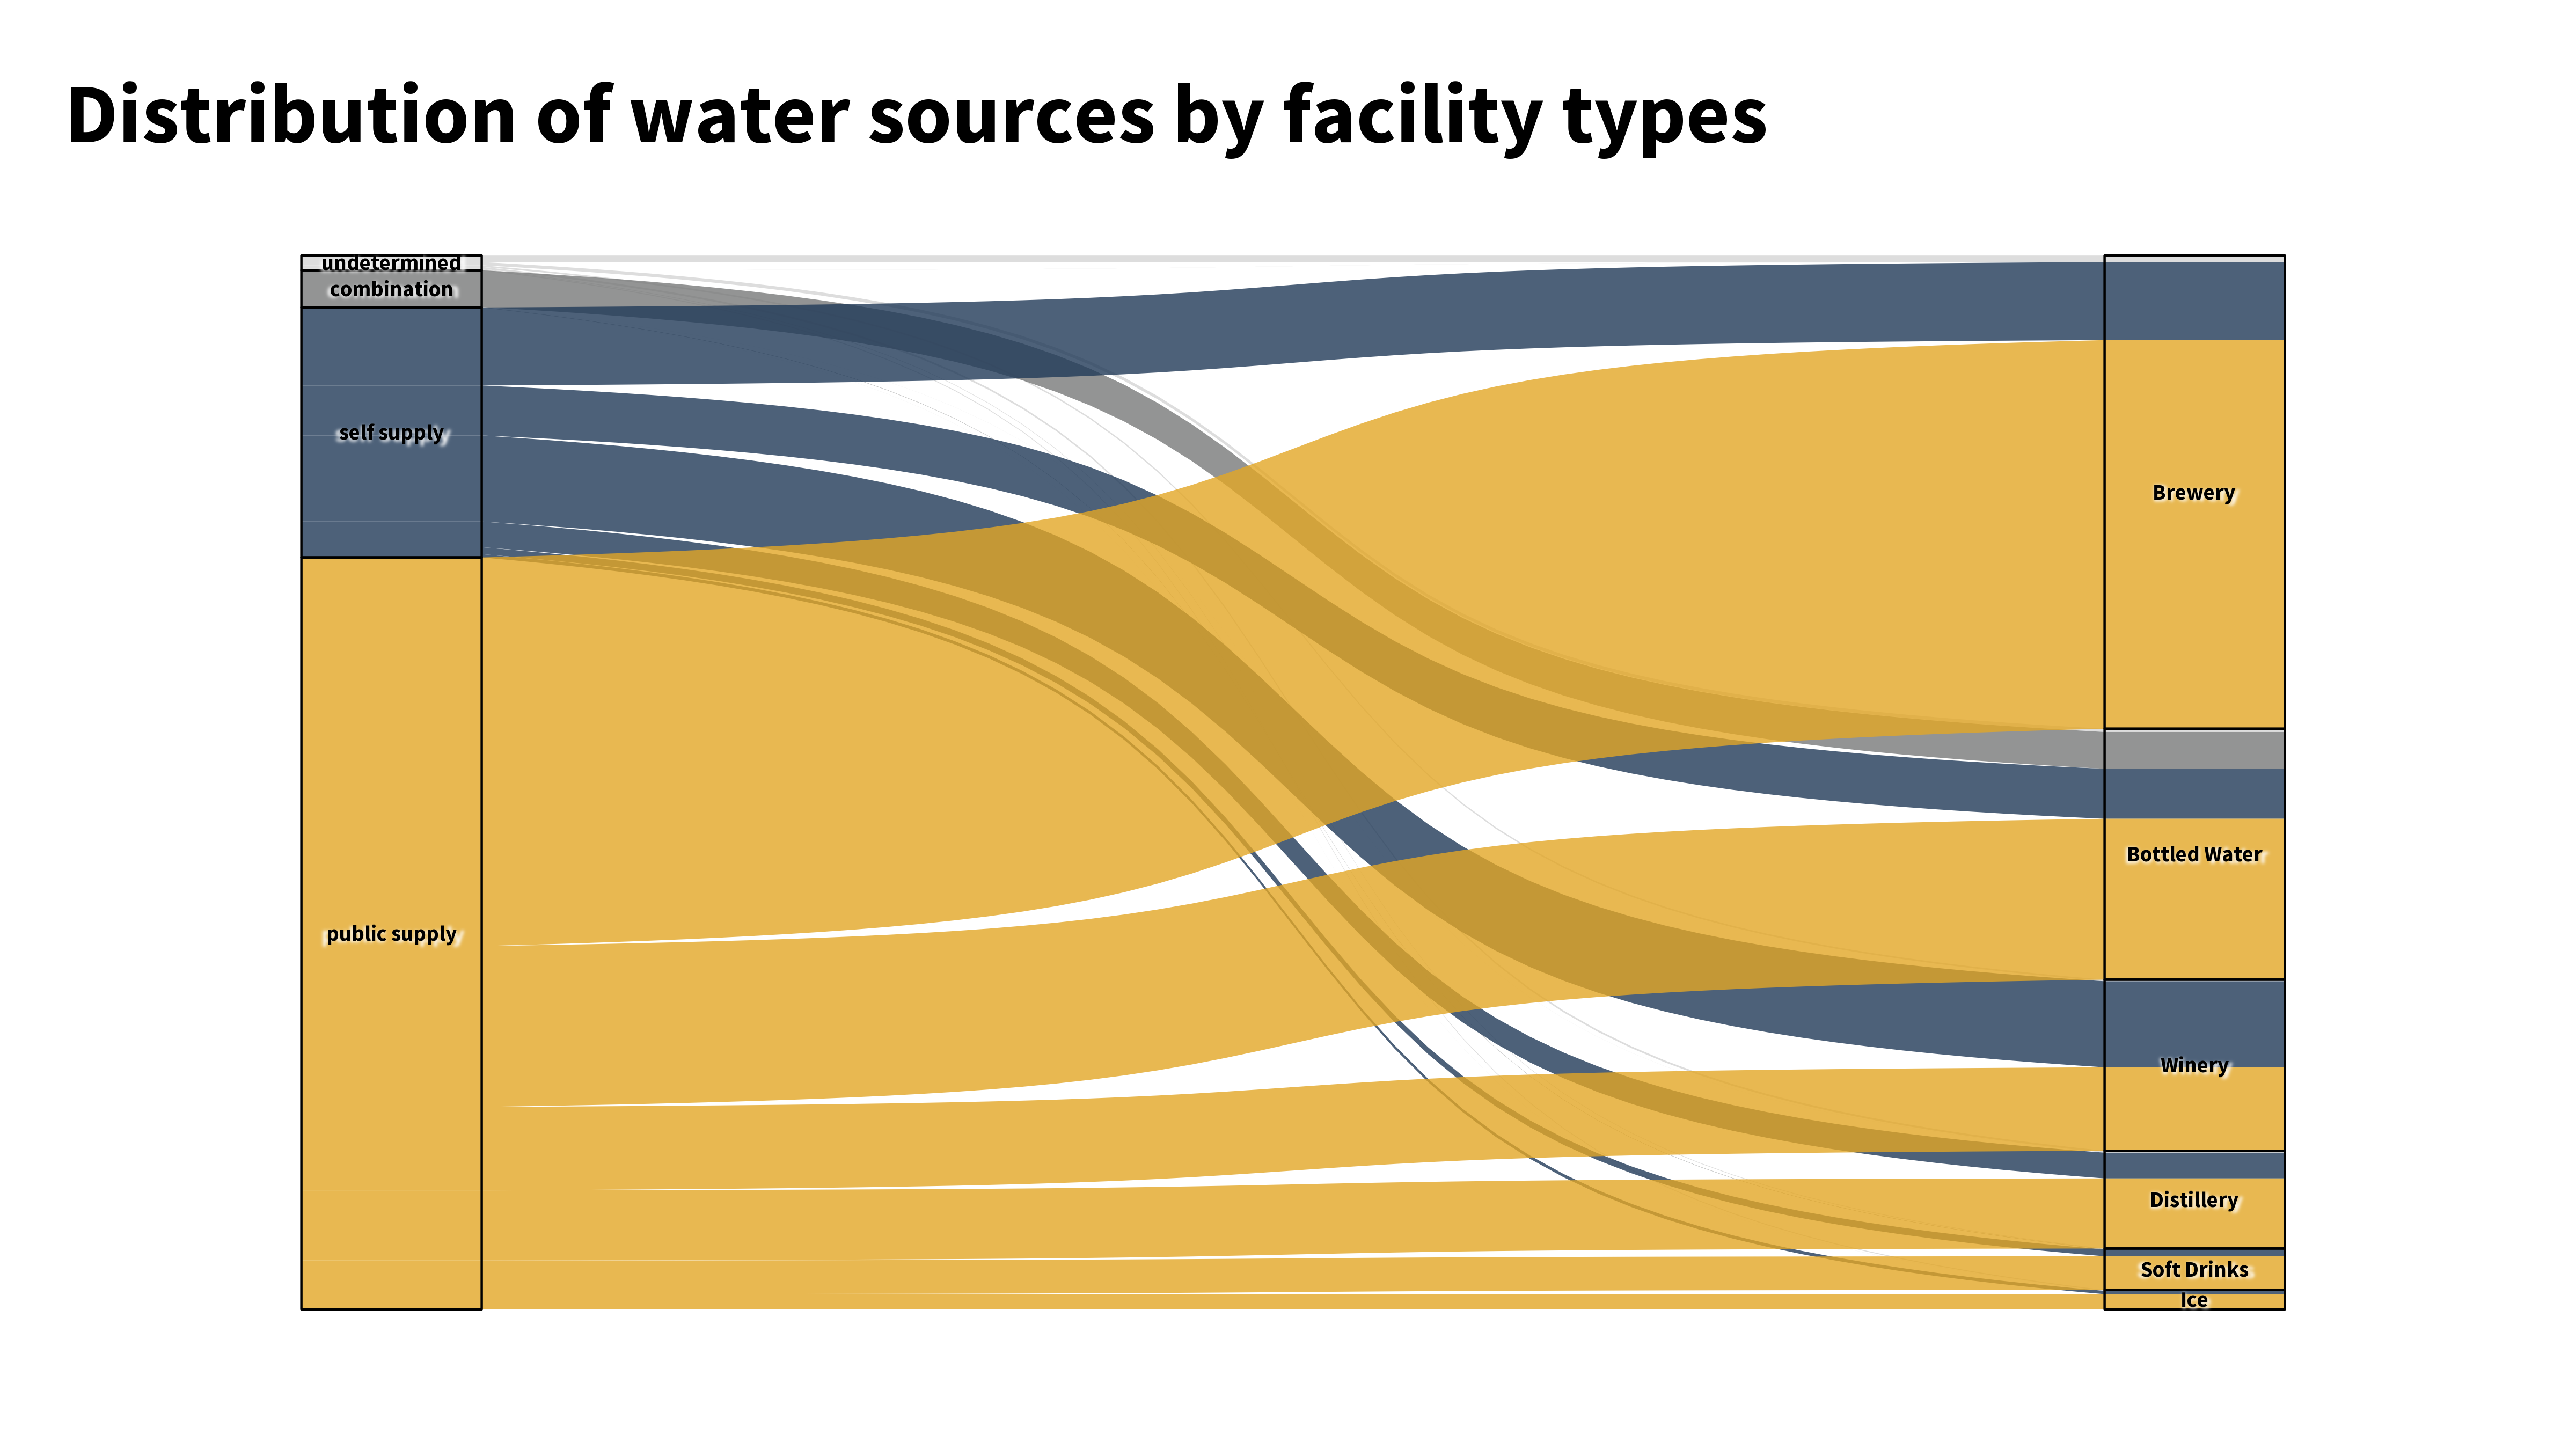 Distribution of water sources by facility types
undetermined
combination
self supply
public supply
Brewery
Bottled Water
Winery
Distillery
Soft Drinks
Ice